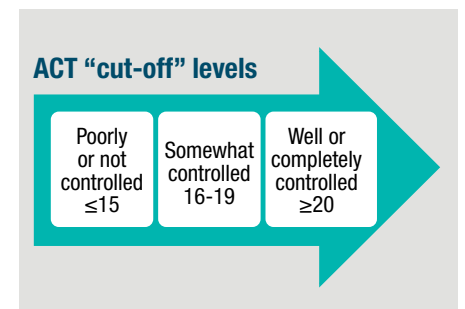 ACT “cut-off” levels
Poorly
or not
controlled
≤15
Somewhat
controlled
16-19
Well or
completely
controlled
≥20